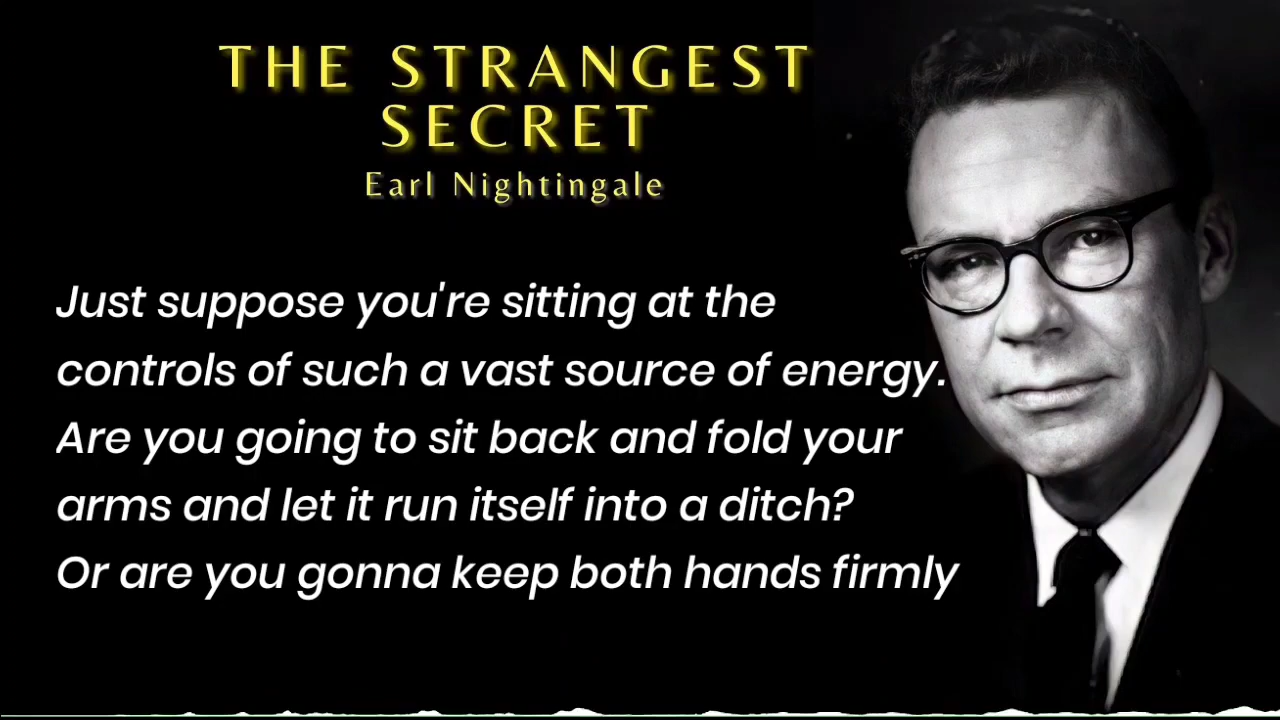 THE STRANGEST
SECRET
Earl Nightingale
Just suppose you're sitting at the
controls of such a vast source of energy.
Are you going to sit back and fold your
arms and let it run itself into a ditch?
Or are you gonna keep both hands firmly